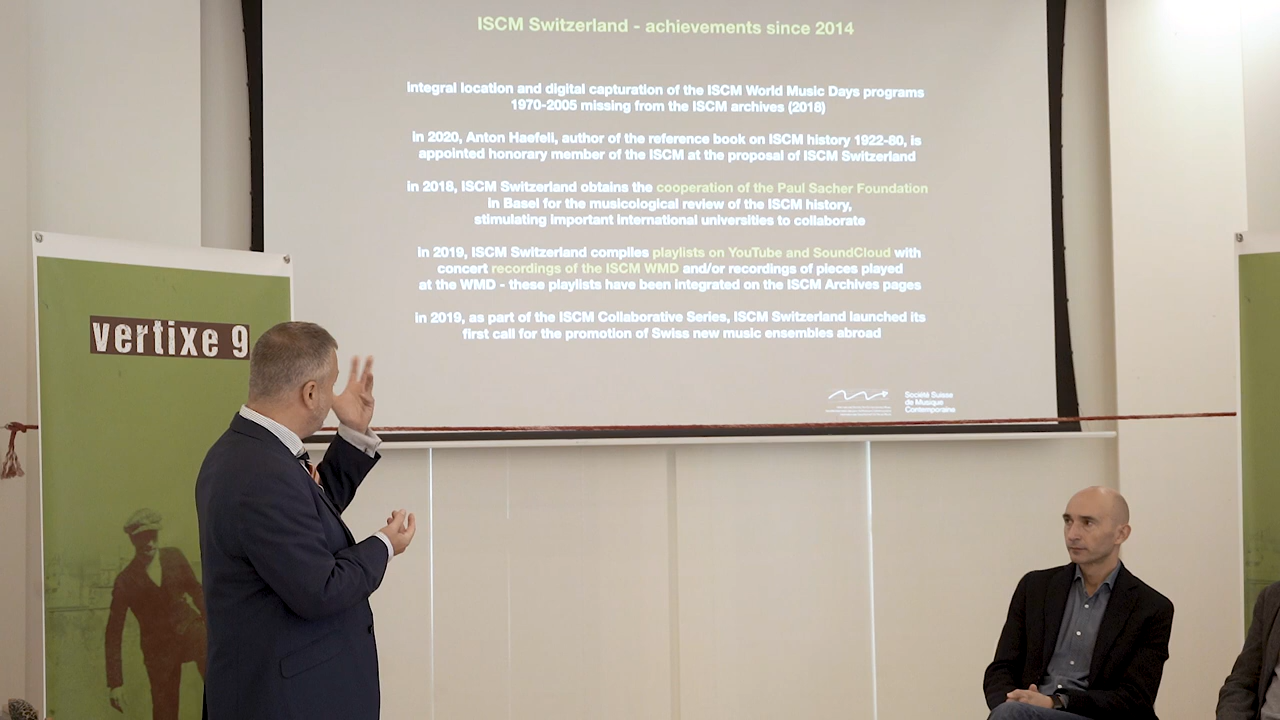 ISCM Switzerland - achievements since 2014
integral location and digital capturation of the ISCM World Music Days programs
1970-2005 missing from the ISCM archives (2018)
in 2020, Anton Haefeli, author of the reference book on ISCM history 1922-80, is
appointed honorary member of the ISCM at the proposal of ISCM Switzerland
in 2018, ISCM Switzerland obtains the cooperation of the Paul Sacher Foundation
in Basel for the musicological review of the ISCM history,
stimulating important international universities to collaborate
in 2019, ISCM Switzerland compiles playlists on YouTube and SoundCloud with
concert recordings of the ISCM WMD and/or recordings of pieces played
at the WMD - these playlists have been integrated on the ISCM Archives pages
in 2019, as part of the ISCM Collaborative Series, ISCM Switzerland launched its
first call for the promotion of Swiss new music ensembles abroad
Société Suisse
de Musique
Contemporaine
vertixe 9